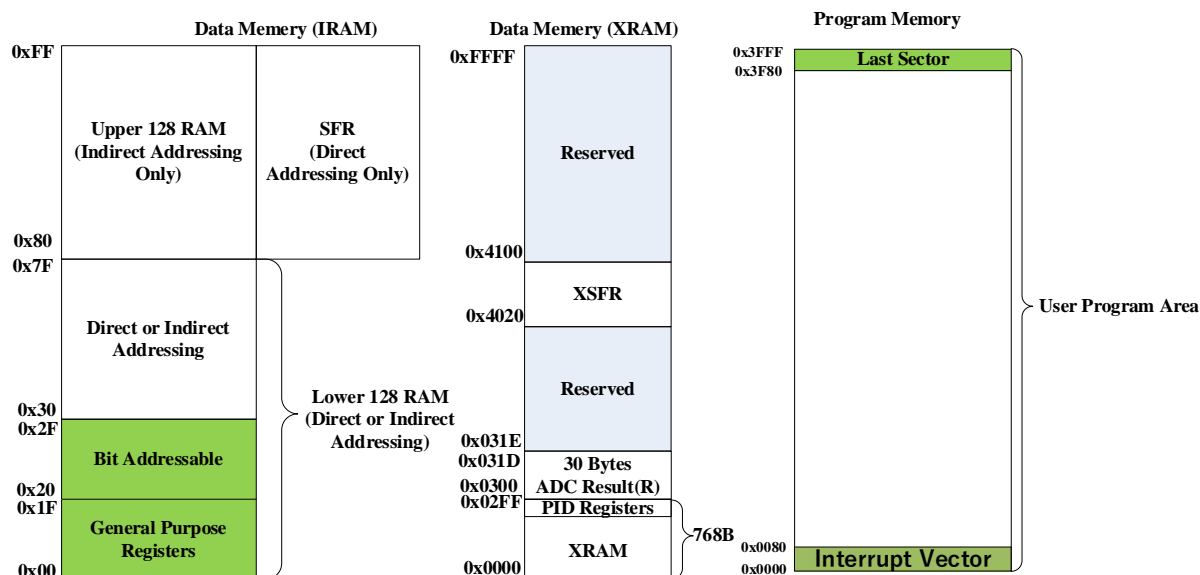 Data Memery (IRAM)
0xFF
Upper 128 RAM
(Indirect Addressing
Only)
SFR
(Direct
Addressing Only)
0x80
0x7F
Direct or Indirect
Addressing
0x30
0x2F
Bit Addressable
0x20
0x1F
General Purpose
Registers
0x00
Lower 128 RAM
(Direct or Indirect
Addressing)
Data Memery (XRAM)
0xFFFF
Reserved
0x4100
XSFR
0x4020
Reserved
0x031E
0x031D
30 Bytes
ADC Result(R)
0x0300
0x02FF
PID Registers
XRAM
0x0000
768B
Program Memory
0x3FFF
Last Sector
0x3F80
User Program Area
0x0080
Interrupt Vector
0x0000